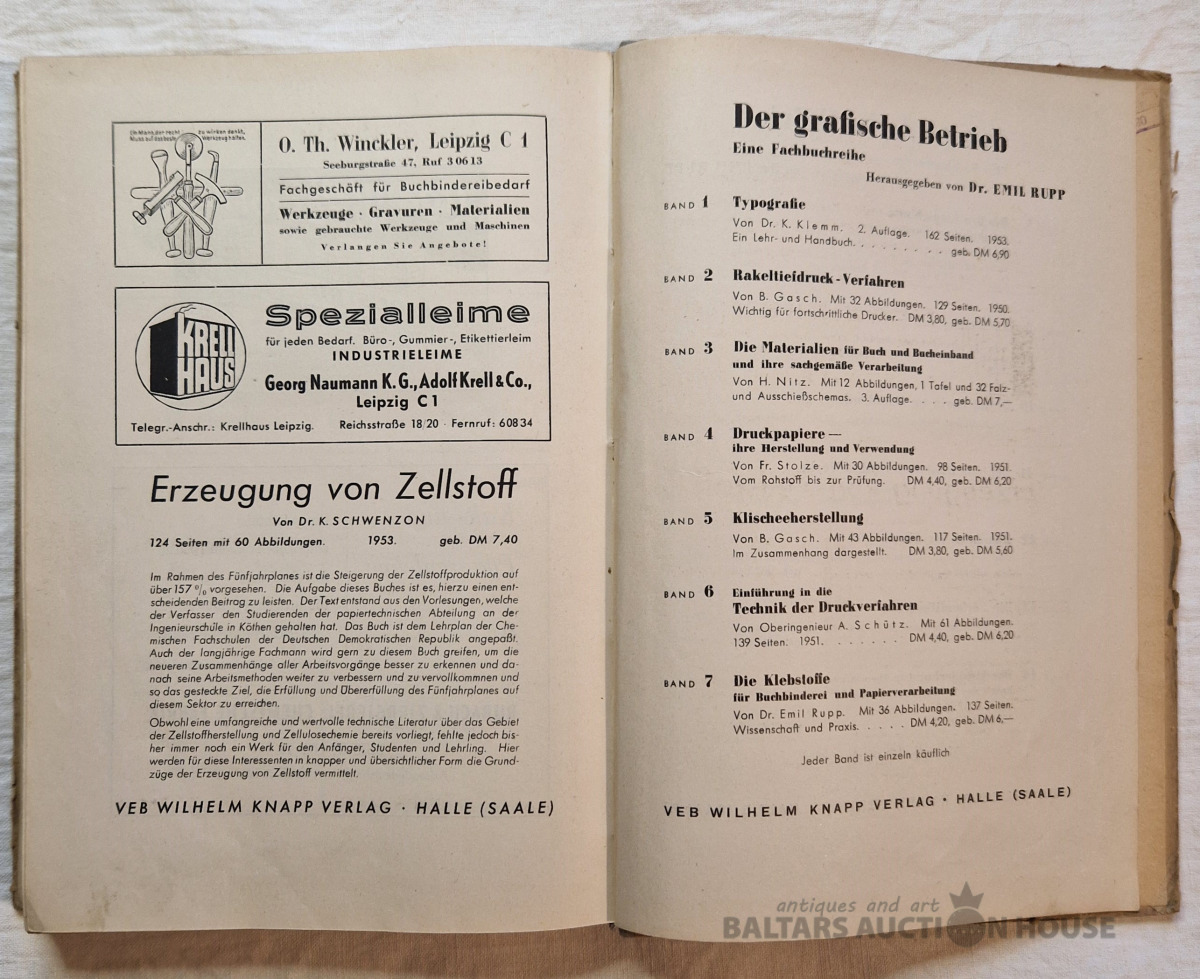 Ein Mann, der recht zu wirken denkt,
Muss auf das beste Werkzeug halten.
O. Th. Winckler, Leipzig C 1
Seeburgstraße 47, Ruf 3 06 13
Fachgeschäft für Buchbindereibedarf
Werkzeuge · Gravuren · Materialien
sowie gebrauchte Werkzeuge und Maschinen
Verlangen Sie Angebote!
KRELL
HAUS
Spezialleime
für jeden Bedarf. Büro-, Gummier-, Etikettierleim
INDUSTRIELEIME
Georg Naumann K.G., Adolf Krell & Co.,
Leipzig C 1
Telegr.-Anschr.: Krellhaus Leipzig. Reichsstraße 18/20 · Fernruf: 60834
Erzeugung von Zellstoff
Von Dr. K. SCHWENZON
124 Seiten mit 60 Abbildungen. 1953. geb. DM 7,40
Im Rahmen des Fünfjahrplanes ist die Steigerung der Zellstoffproduktion auf
über 157 % vorgesehen. Die Aufgabe dieses Buches ist es, hierzu einen ent-
scheidenden Beitrag zu leisten. Der Text entstand aus den Vorlesungen, welche
der Verfasser den Studierenden der papiertechnischen Abteilung an der
Ingenieurschule in Köthen gehalten hat. Das Buch ist dem Lehrplan der Che-
mischen Fachschulen der Deutschen Demokratischen Republik angepaßt.
Auch der langjährige Fachmann wird gern zu diesem Buch greifen, um die
neueren Zusammenhänge aller Arbeitsvorgänge besser zu erkennen und da-
nach seine Arbeitsmethoden weiter zu verbessern und zu vervollkommnen und
so das gesteckte Ziel, die Erfüllung und Übererfüllung des Fünfjahrplanes auf
diesem Sektor zu erreichen.
Obwohl eine umfangreiche und wertvolle technische Literatur über das Gebiet
der Zellstoffherstellung und Zellulosechemie bereits vorliegt, fehlte jedoch bis-
her immer noch ein Werk für den Anfänger, Studenten und Lehrling. Hier
werden für diese Interessenten in knapper und übersichtlicher Form die Grund-
züge der Erzeugung von Zellstoff vermittelt.
VEB WILHELM KNAPP VERLAG · HALLE (SAALE)
Der grafische Betrieb
Eine Fachbuchreihe
Herausgegeben von Dr. EMIL RUPP
BAND 1 Typografie
Von Dr. K. Klemm. 2. Auflage. 162 Seiten. 1953.
Ein Lehr- und Handbuch. . . . . . . . . geb. DM 6,90
BAND 2 Rakeltiefdruck-Verfahren
Von B. Gasch. Mit 32 Abbildungen. 129 Seiten. 1950.
Wichtig für fortschrittliche Drucker. DM 3,80, geb. DM 5,70
BAND 3 Die Materialien für Buch und Bucheinband
und ihre sachgemäße Verarbeitung
Von H. Nitz. Mit 12 Abbildungen, 1 Tafel und 32 Falz-
und Ausschießschemas. 3. Auflage. . . . . geb. DM 7,—
BAND 4 Druckpapiere —
ihre Herstellung und Verwendung
Von Fr. Stolze. Mit 30 Abbildungen. 98 Seiten. 1951.
Vom Rohstoff bis zur Prüfung. DM 4,40, geb. DM 6,20
BAND 5 Klischeeherstellung
Von B. Gasch. Mit 43 Abbildungen. 117 Seiten. 1951.
Im Zusammenhang dargestellt. DM 3,80, geb. DM 5,60
BAND 6 Einführung in die
Technik der Druckverfahren
Von Oberingenieur A. Schütz. Mit 61 Abbildungen.
139 Seiten. 1951. . . . . . . . DM 4,40, geb. DM 6,20
BAND 7 Die Klebstoffe
für Buchbinderei und Papierverarbeitung
Von Dr. Emil Rupp. Mit 36 Abbildungen. 137 Seiten.
Wissenschaft und Praxis. . . . . . DM 4,20, geb. DM 6,—
Jeder Band ist einzeln käuflich
VEB WILHELM KNAPP VERLAG · HALLE (SAALE)
antiques and art
BALTARS AUCTION HOUSE